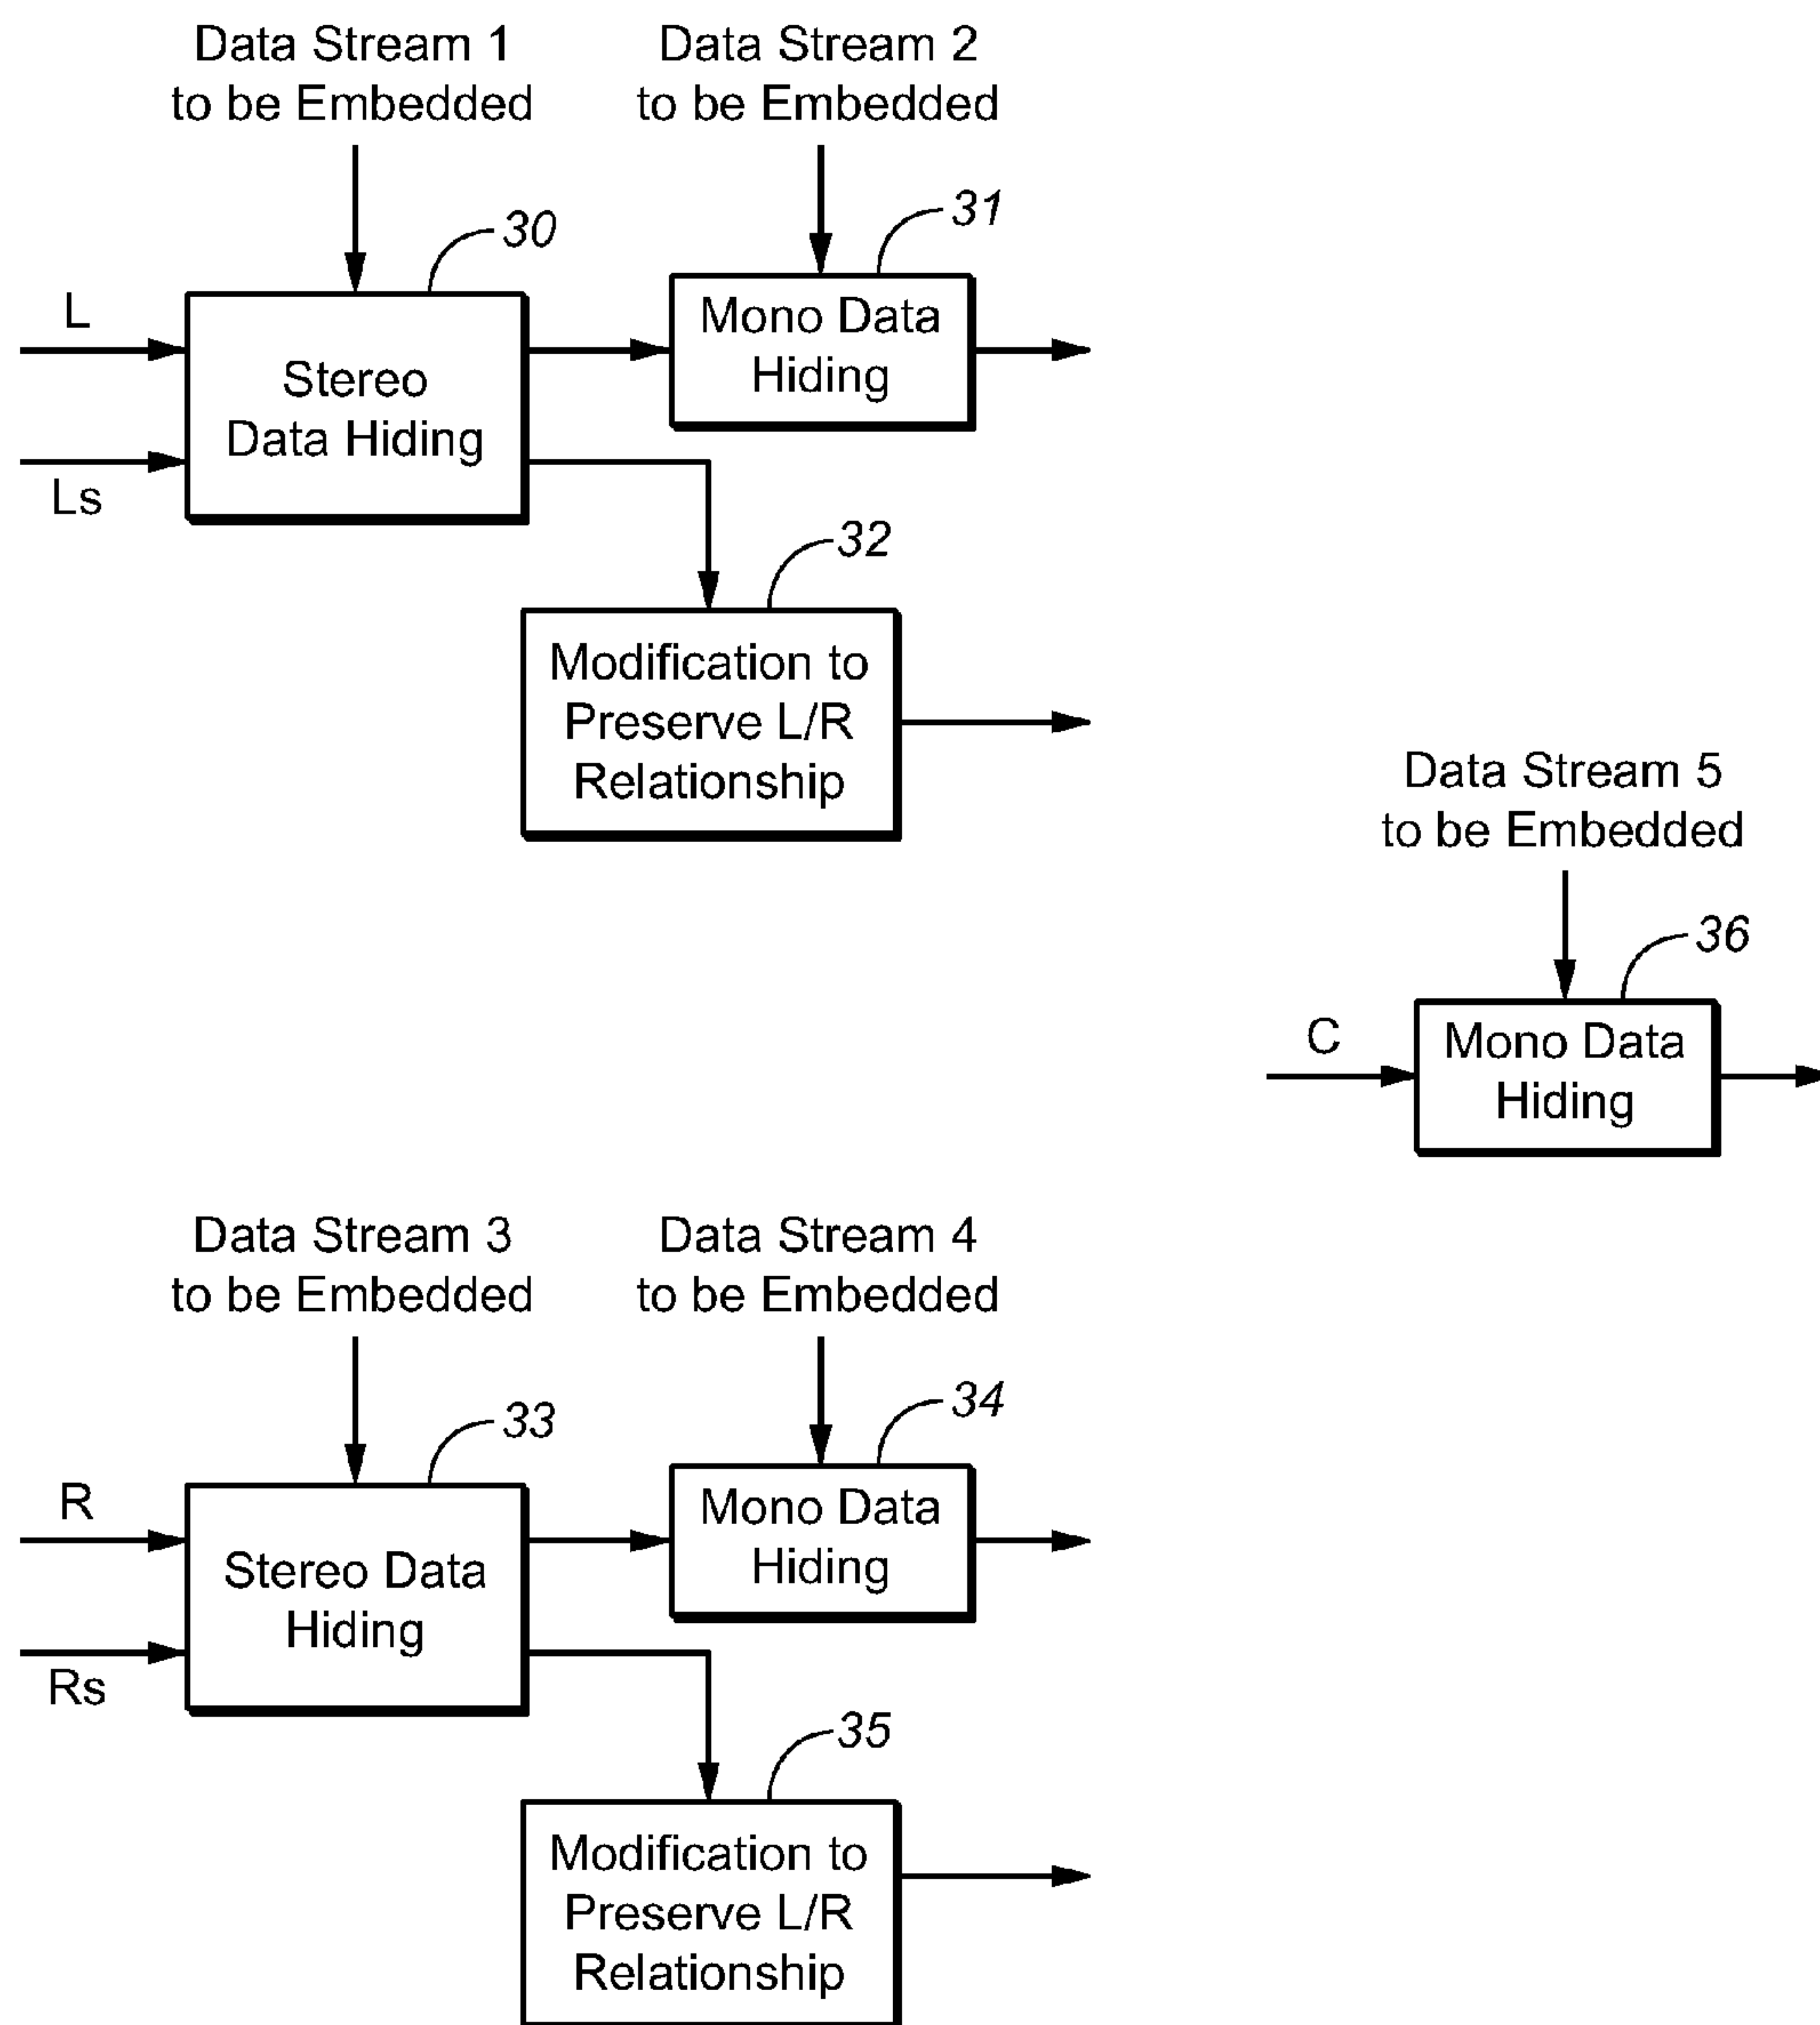 Data Stream 1
to be Embedded
Data Stream 2
to be Embedded
30
31
L
Ls
Stereo
Data Hiding
Mono Data
Hiding
32
Modification to
Preserve L/R
Relationship
Data Stream 5
to be Embedded
36
C
Mono Data
Hiding
Data Stream 3
to be Embedded
Data Stream 4
to be Embedded
33
34
R
Rs
Stereo Data
Hiding
Mono Data
Hiding
35
Modification to
Preserve L/R
Relationship